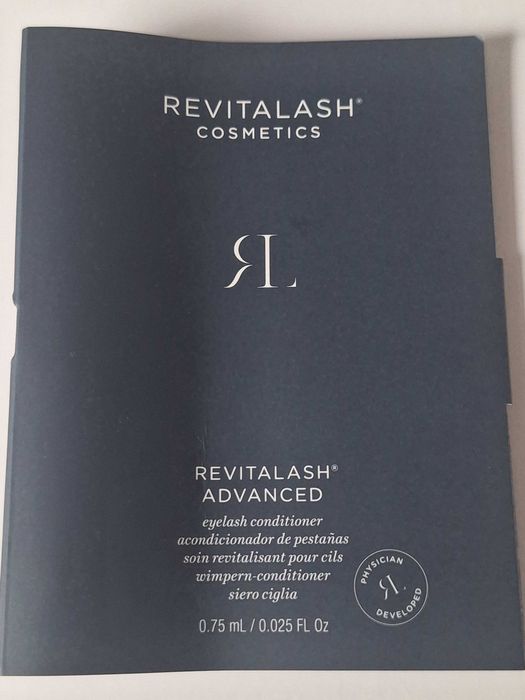 REVITALASH®
COSMETICS
RL
REVITALASH®
ADVANCED
eyelash conditioner
acondicionador de pestañas
soin revitalisant pour cils
wimpern-conditioner
siero ciglia
PHYSICIAN
RL
DEVELOPED
0.75 mL / 0.025 FL Oz